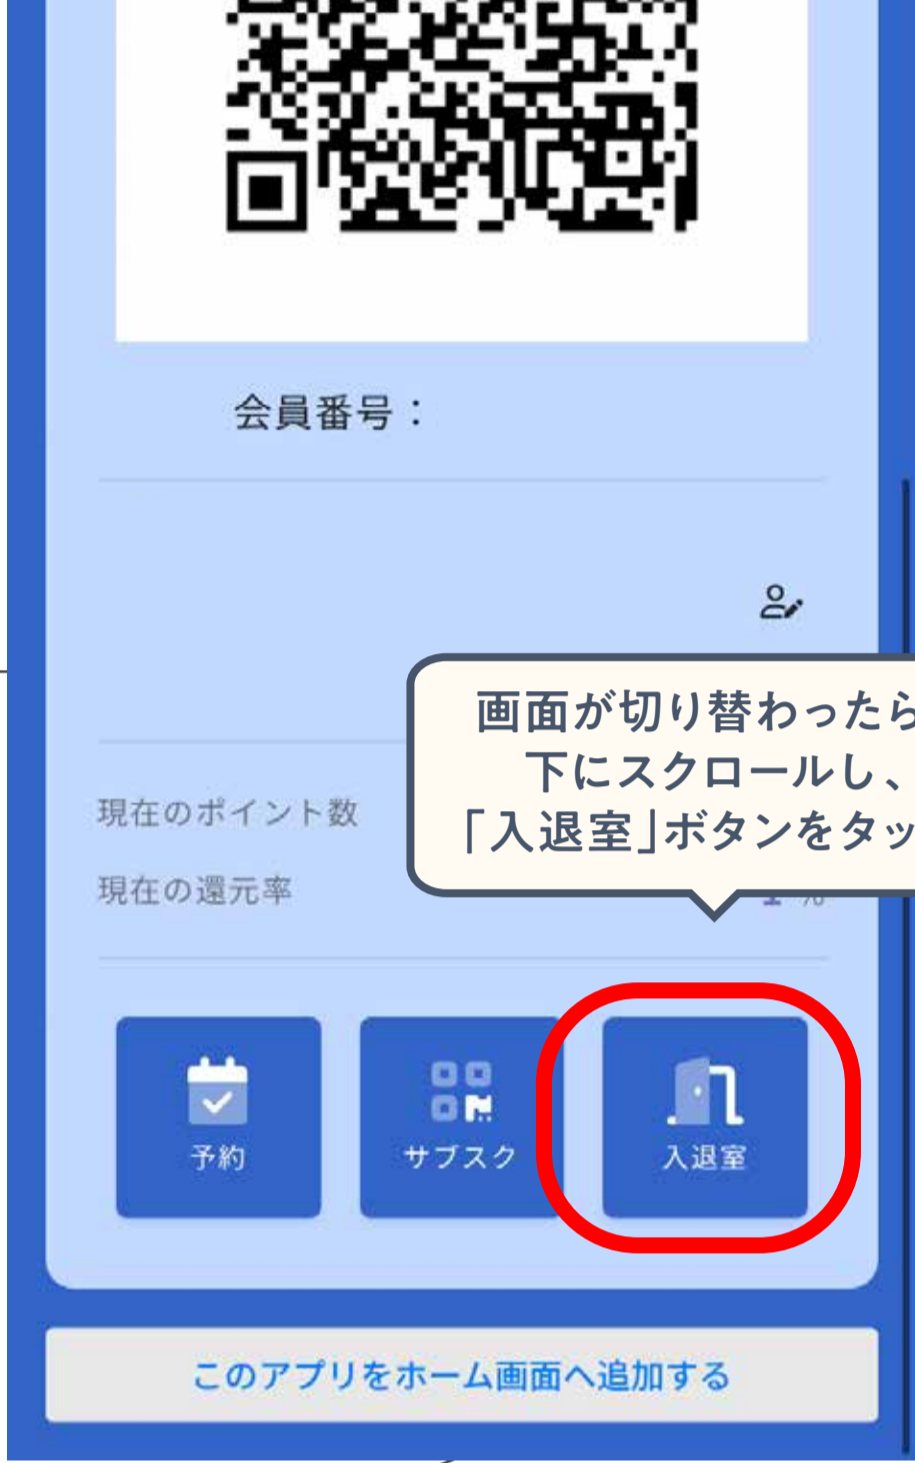 会員番号：
画面が切り替わったら
下にスクロールし、
「入退室」ボタンをタッ
現在のポイント数
現在の還元率
%
予約
サブスク
入退室
このアプリをホーム画面へ追加する